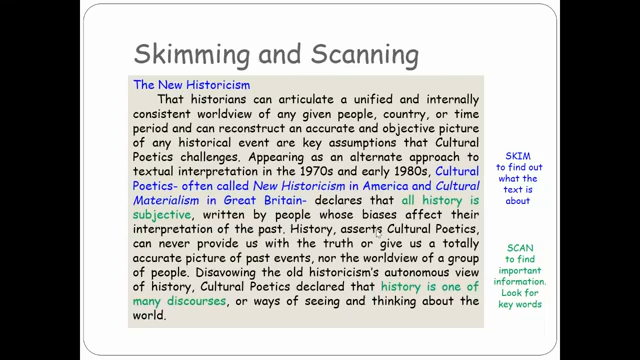 Skimming and Scanning
The New Historicism
That historians can articulate a unified and internally
consistent worldview of any given people, country, or time
period and can reconstruct an accurate and objective picture
of any historical event are key assumptions that Cultural
Poetics challenges. Appearing as an alternate approach to
textual interpretation in the 1970s and early 1980s, Cultural
Poetics- often called New Historicism in America and Cultural
Materialism in Great Britain- declares that all history is
subjective, written by people whose biases affect their
interpretation of the past. History, asserts Cultural Poetics,
can never provide us with the truth or give us a totally
accurate picture of past events, nor the worldview of a group
of people. Disavowing the old historicism's autonomous view
of history, Cultural Poetics declared that history is one of
many discourses, or ways of seeing and thinking about the
world.
SKIM
to find out
what the
text is
about
SCAN
to find
important
information.
Look for
key words